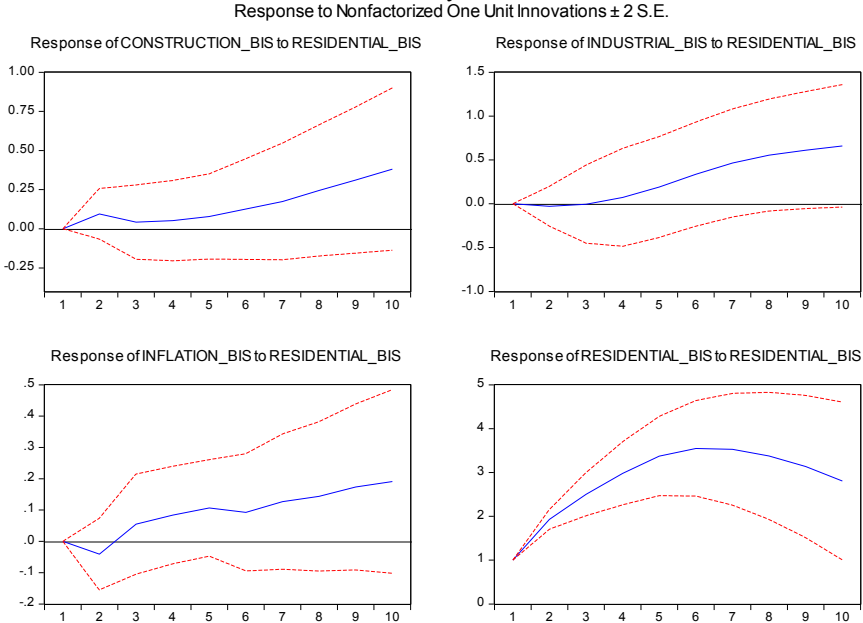 Response to Nonfactorized One Unit Innovations ± 2 S.E.
Response of CONSTRUCTION_BIS to RESIDENTIAL_BIS
1.00
0.75
0.50
0.25
0.00
-0.25
1 2 3 4 5 6 7 8 9 10
Response of INDUSTRIAL_BIS to RESIDENTIAL_BIS
1.5
1.0
0.5
0.0
-0.5
-1.0
1 2 3 4 5 6 7 8 9 10
Response of INFLATION_BIS to RESIDENTIAL_BIS
.5
.4
.3
.2
.1
.0
-.1
-.2
1 2 3 4 5 6 7 8 9 10
Response of RESIDENTIAL_BIS to RESIDENTIAL_BIS
5
4
3
2
1
0
1 2 3 4 5 6 7 8 9 10